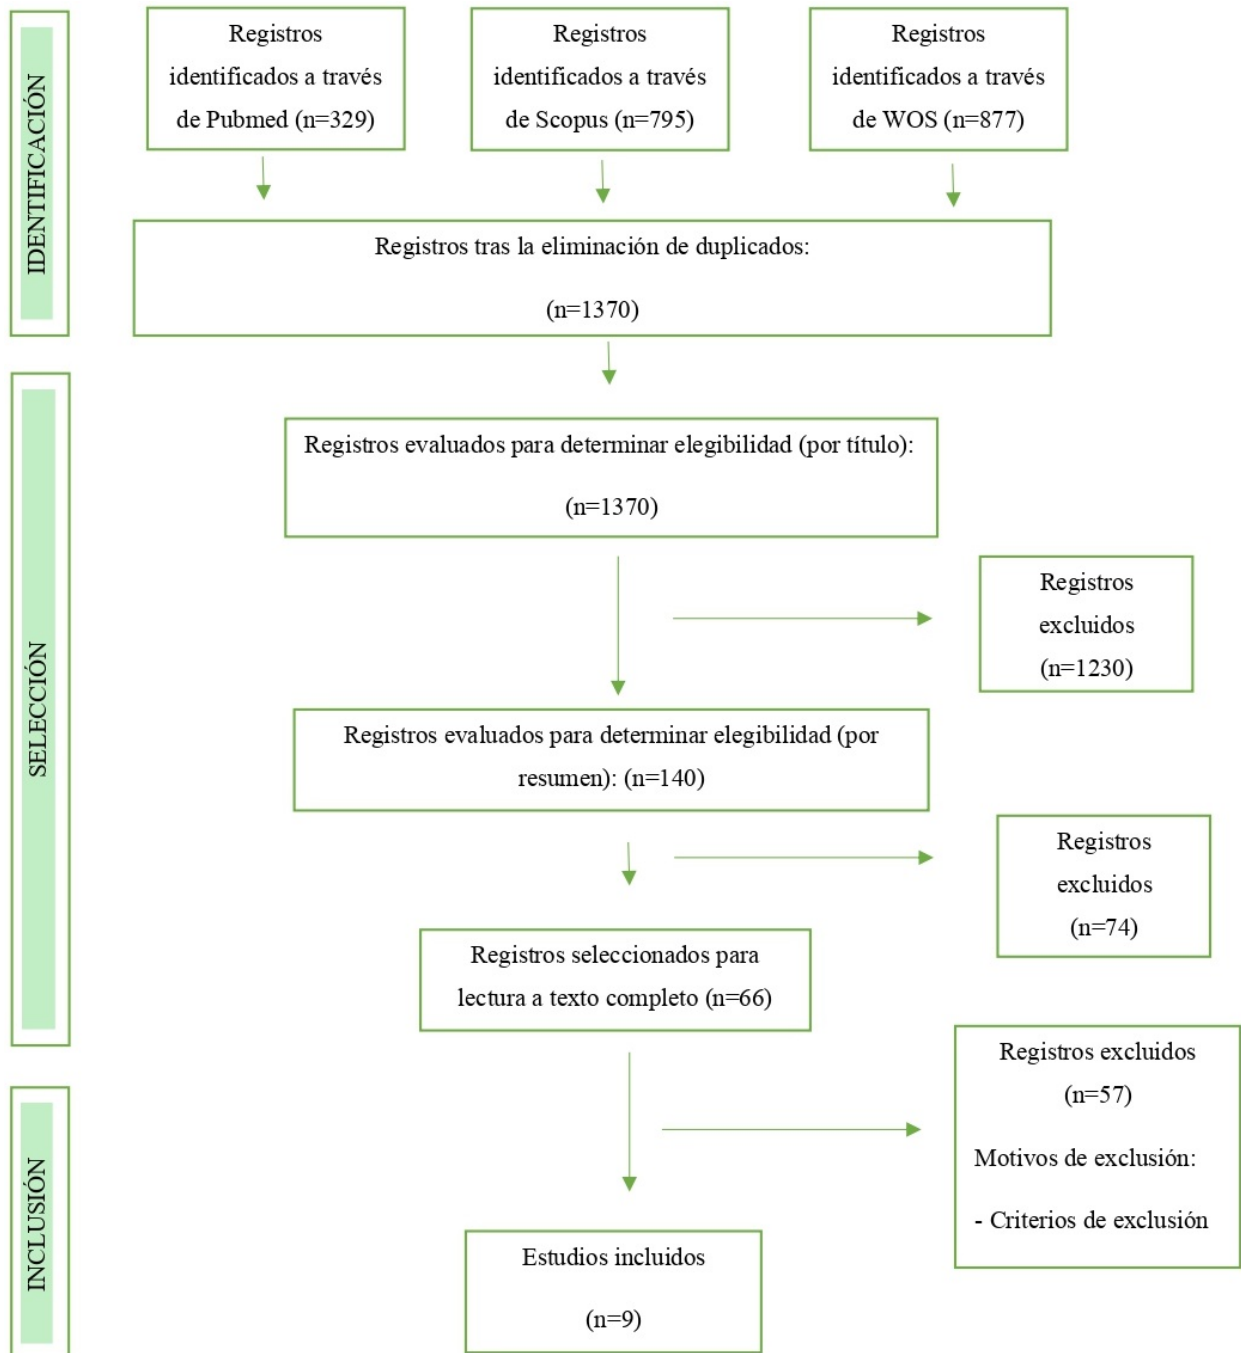 IDENTIFICACIÓN
Registros
identificados a través
de Pubmed (n=329)
Registros
identificados a través
de Scopus (n=795)
Registros
identificados a través
de WOS (n=877)
Registros tras la eliminación de duplicados:
(n=1370)
SELECCIÓN
Registros evaluados para determinar elegibilidad (por título):
(n=1370)
Registros
excluidos
(n=1230)
Registros evaluados para determinar elegibilidad (por
resumen): (n=140)
Registros
excluidos
(n=74)
Registros seleccionados para
lectura a texto completo (n=66)
Registros excluidos
(n=57)
Motivos de exclusión:
- Criterios de exclusión
INCLUSIÓN
Estudios incluidos
(n=9)